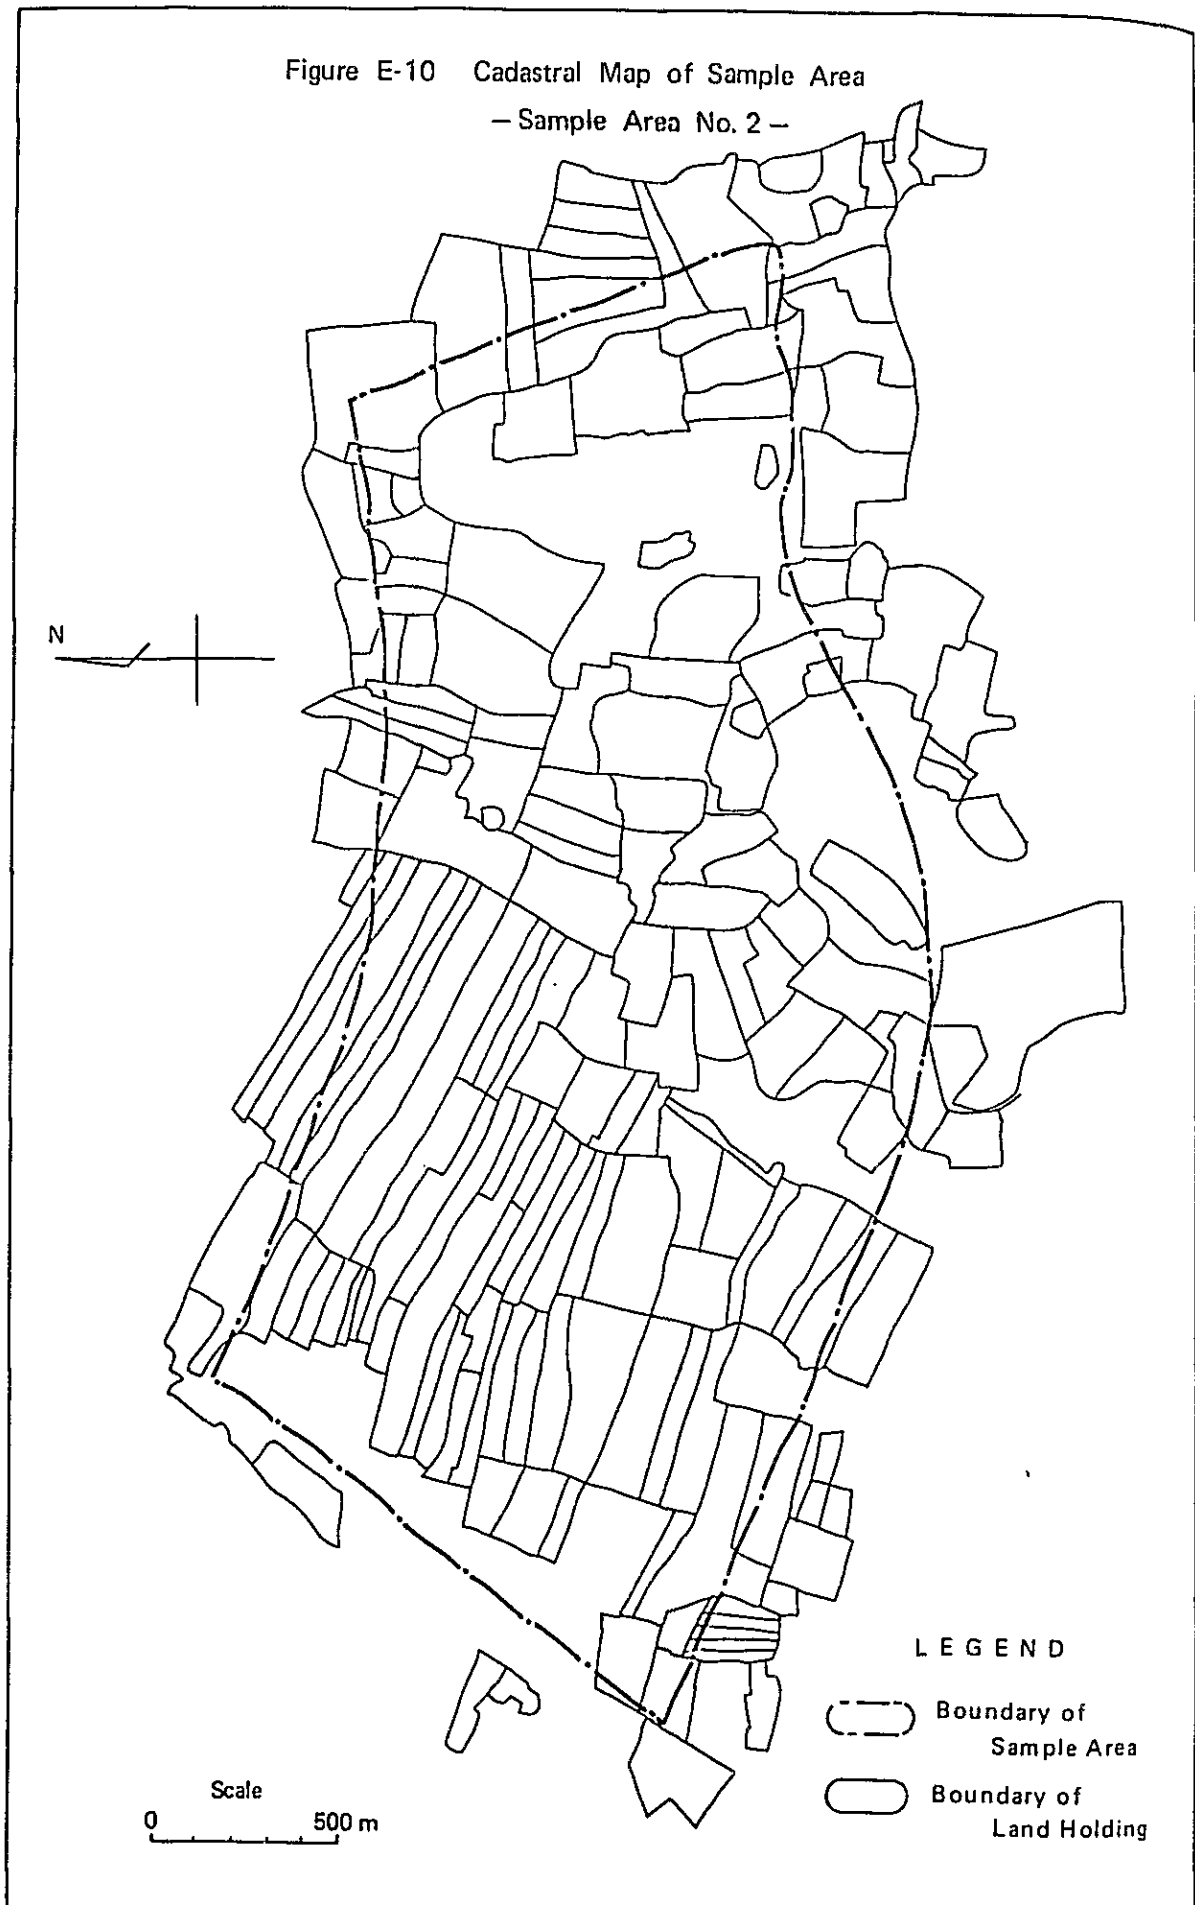 Figure E-10 Cadastral Map of Sample Area
– Sample Area No. 2 –
N
LEGEND
Boundary of
Sample Area
Boundary of
Land Holding
Scale
0 500 m